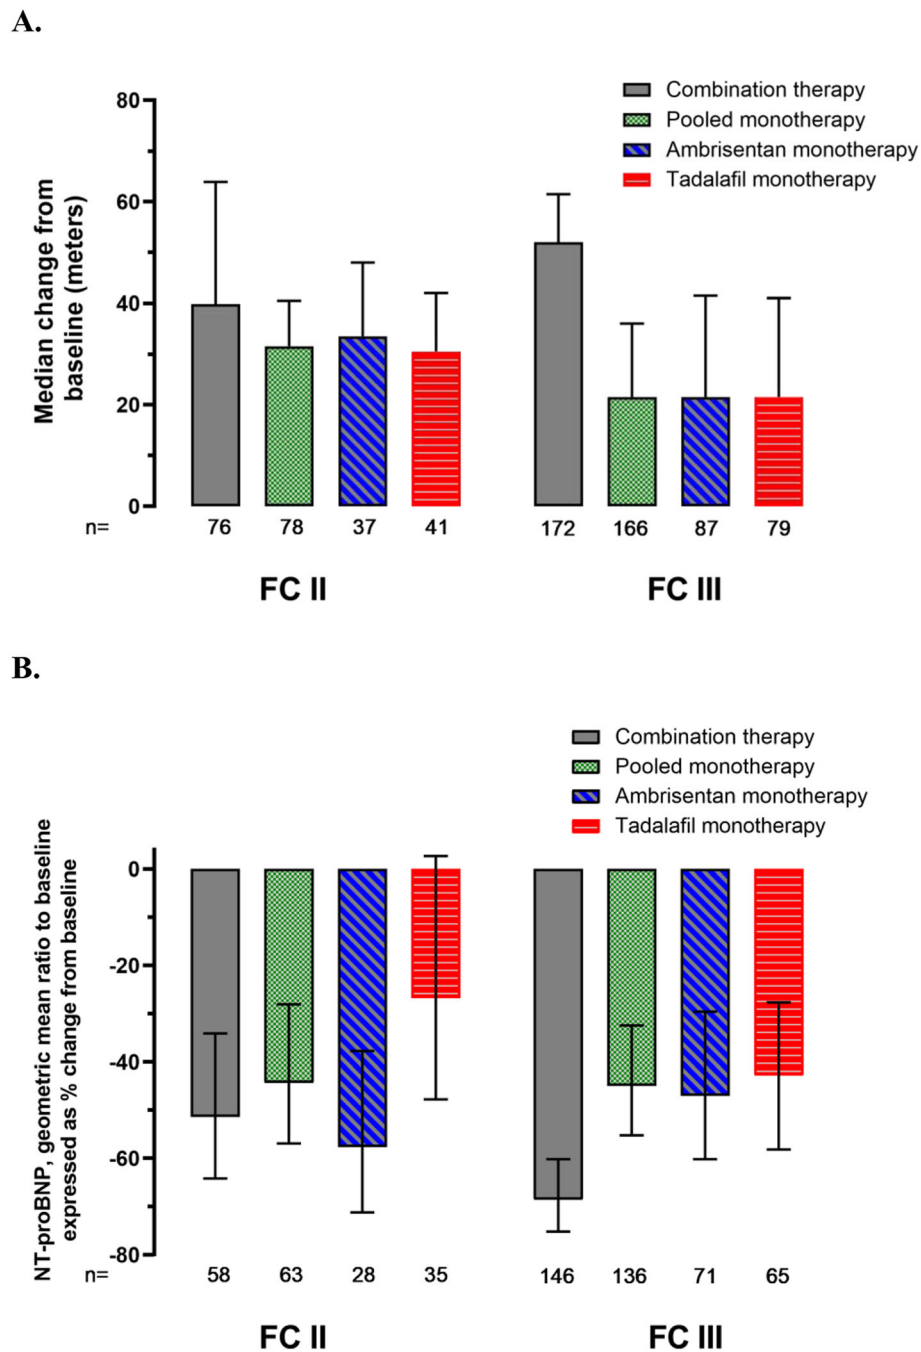 A.
Median change from
baseline (meters)
80
60
40
20
0
Combination therapy
Pooled monotherapy
Ambrisentan monotherapy
Tadalafil monotherapy
n= 76 78 37 41 172 166 87 79
FC II FC III
B.
NT-proBNP, geometric mean ratio to baseline
expressed as % change from baseline
Combination therapy
Pooled monotherapy
Ambrisentan monotherapy
Tadalafil monotherapy
0
-20
-40
-60
-80
n= 58 63 28 35 146 136 71 65
FC II FC III